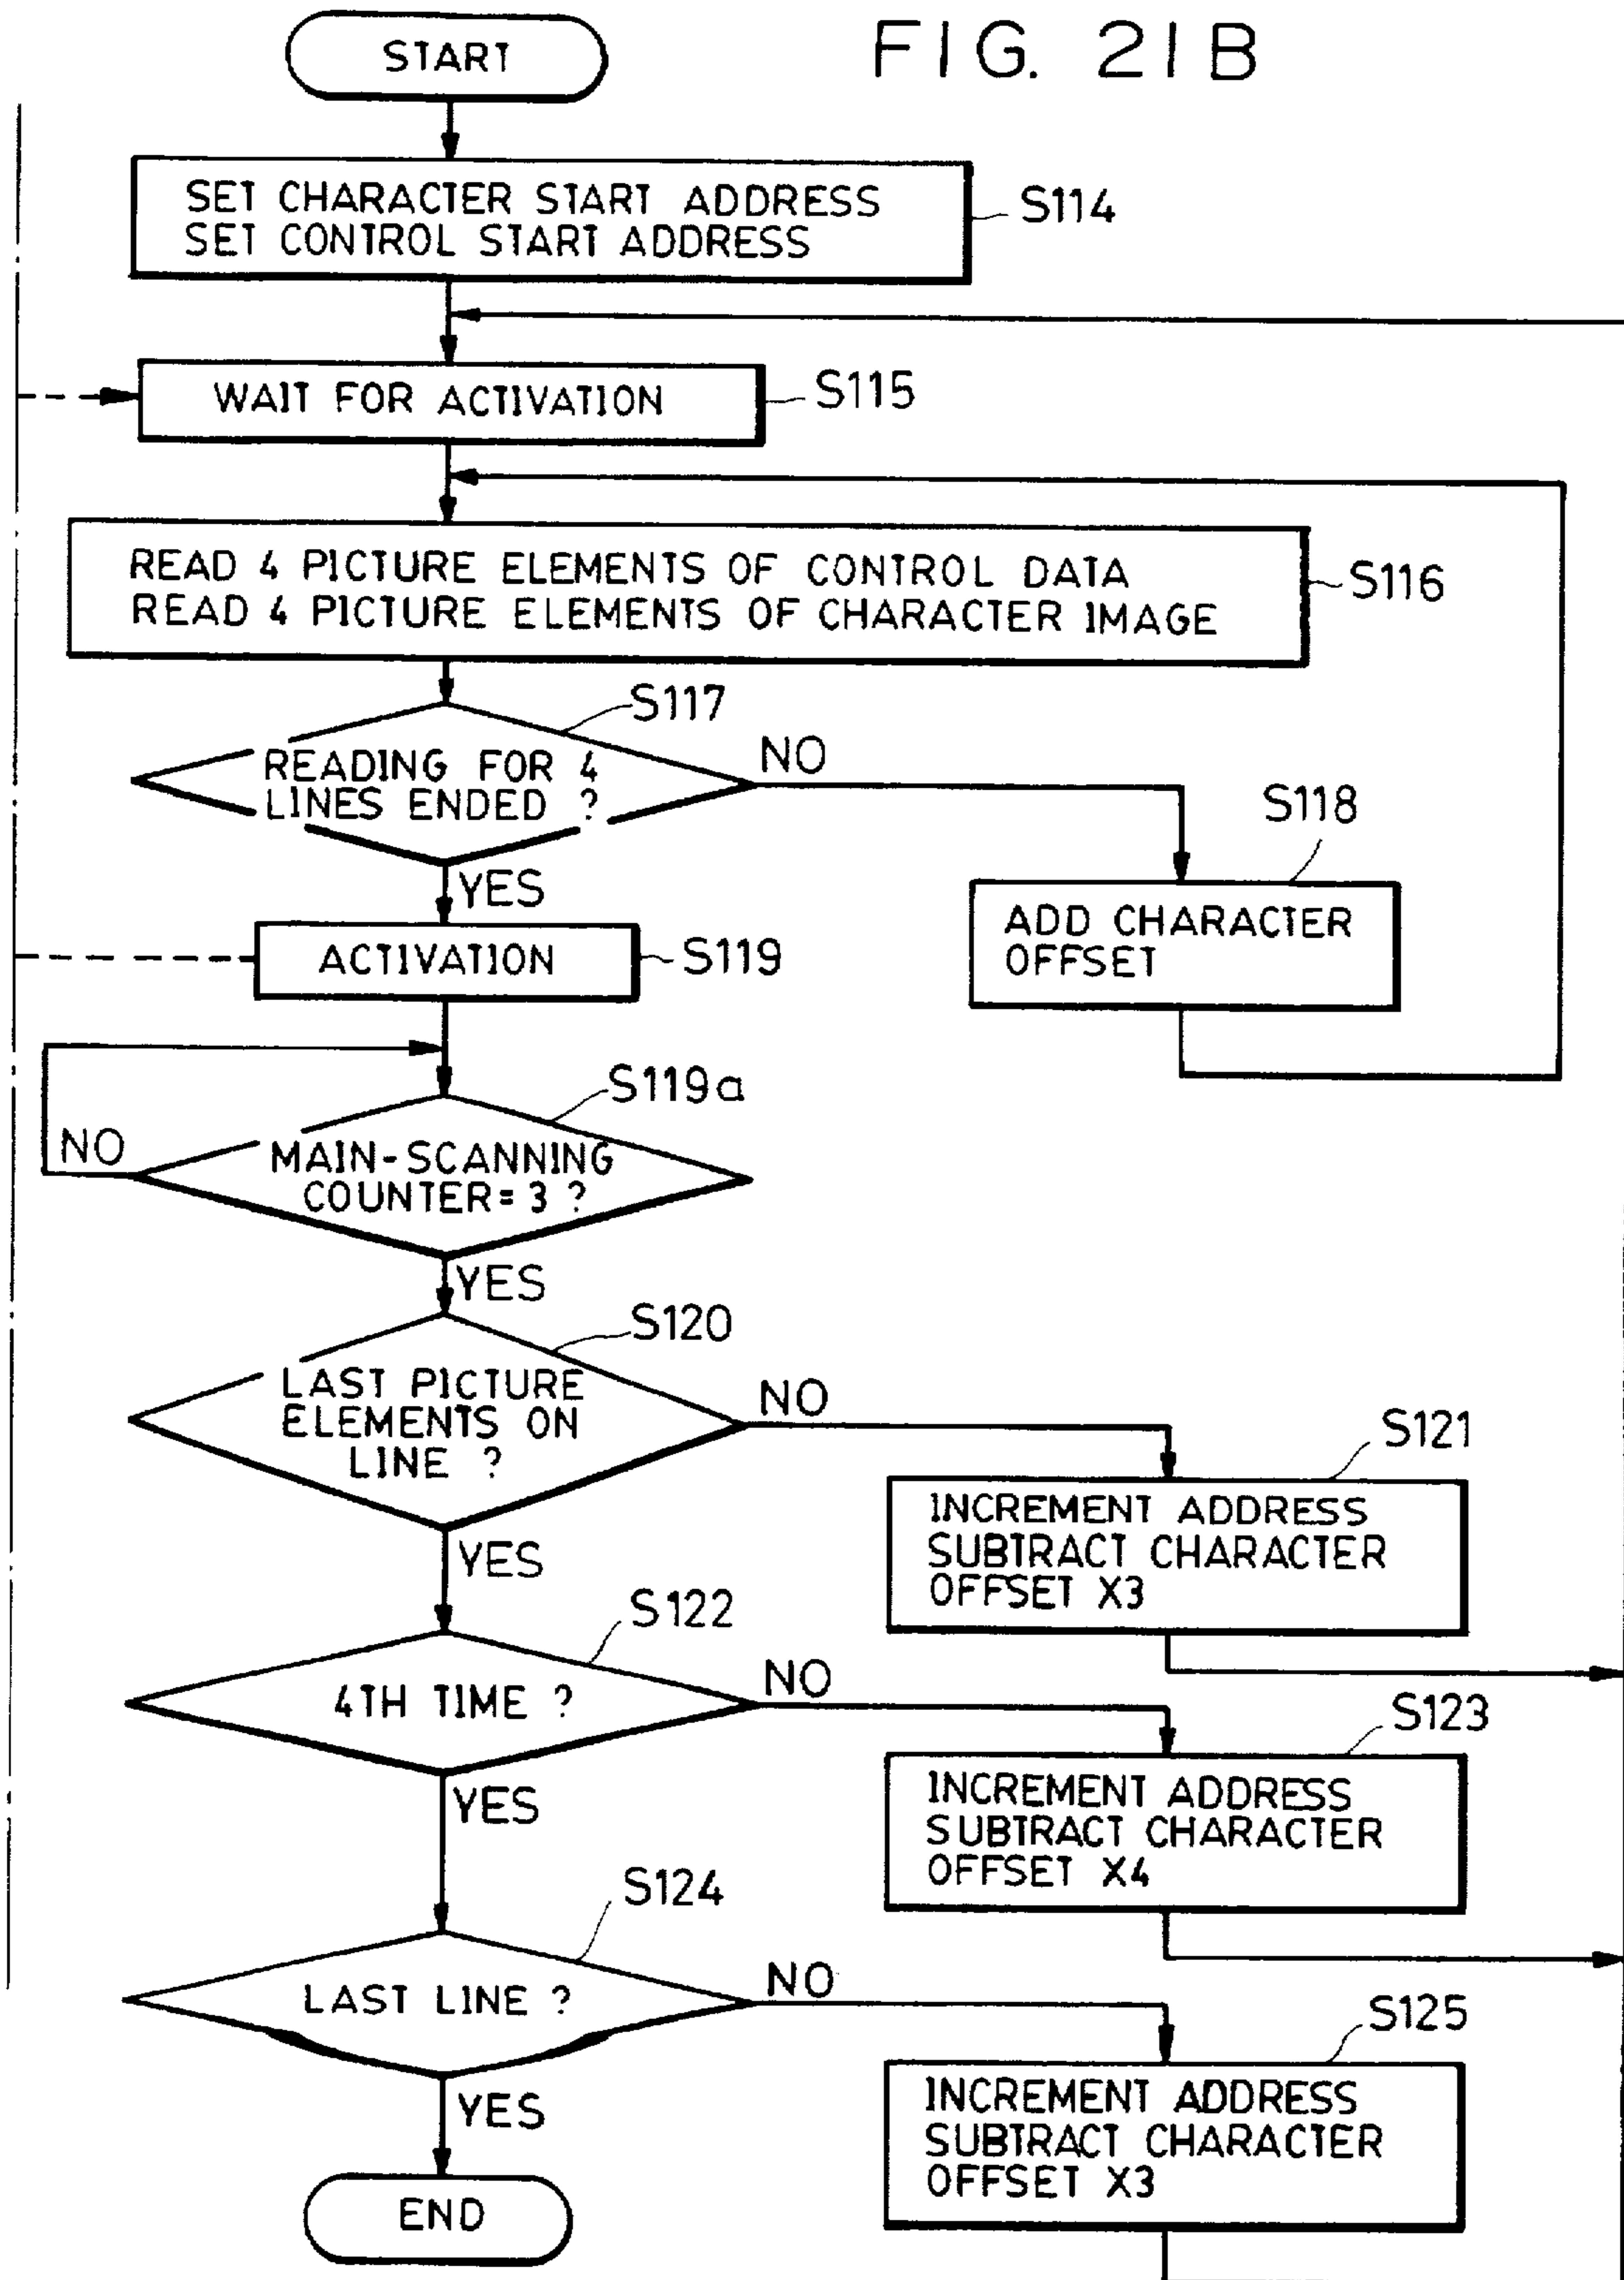 FIG. 21B
START
SET CHARACTER START ADDRESS
SET CONTROL START ADDRESS
S114
WAIT FOR ACTIVATION
S115
READ 4 PICTURE ELEMENTS OF CONTROL DATA
READ 4 PICTURE ELEMENTS OF CHARACTER IMAGE
S116
S117
READING FOR 4
LINES ENDED ?
NO
YES
S118
ADD CHARACTER
OFFSET
ACTIVATION
S119
S119a
MAIN-SCANNING
COUNTER=3 ?
NO
YES
S120
LAST PICTURE
ELEMENTS ON
LINE ?
NO
YES
S121
INCREMENT ADDRESS
SUBTRACT CHARACTER
OFFSET X3
S122
4TH TIME ?
NO
YES
S123
INCREMENT ADDRESS
SUBTRACT CHARACTER
OFFSET X4
S124
LAST LINE ?
NO
YES
S125
INCREMENT ADDRESS
SUBTRACT CHARACTER
OFFSET X3
END